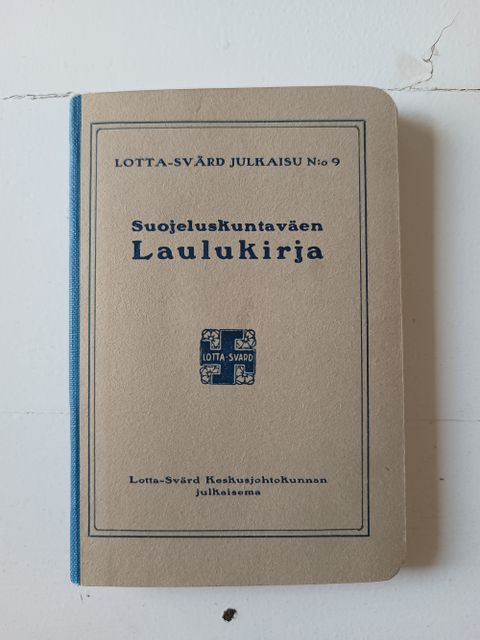 LOTTA-SVÄRD JULKAISU N:o 9
Suojeluskuntaväen
Laulukirja
LOTTA-SVÄRD
Lotta-Svärd Keskusjohtokunnan
julkaisema